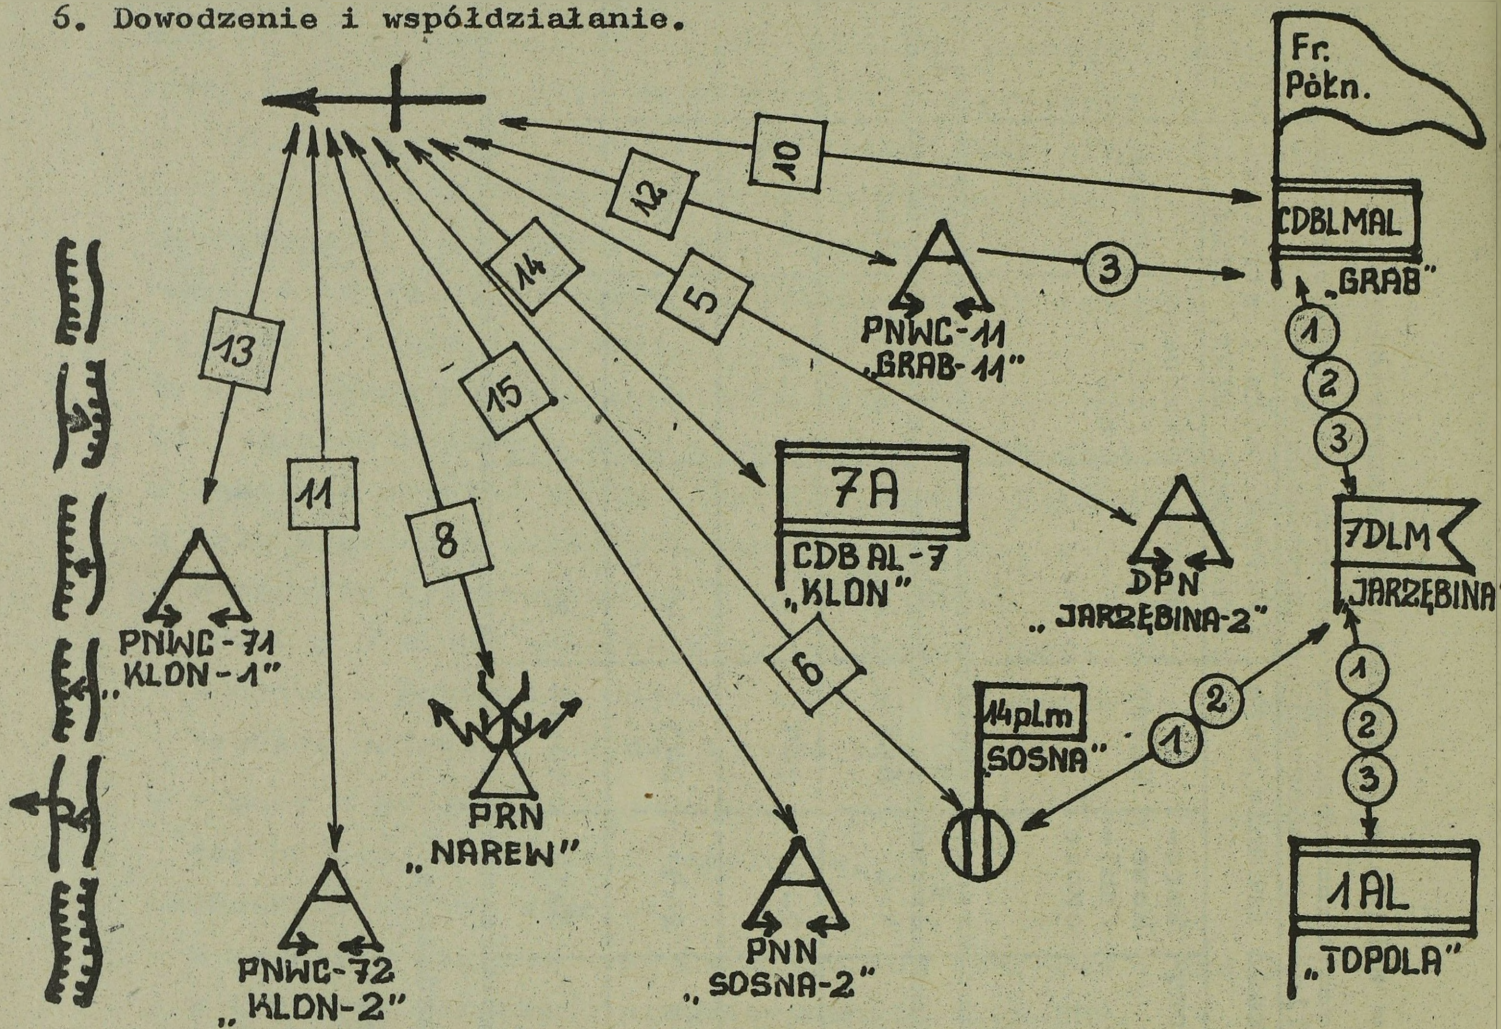 6. Dowodzenie i współdziałanie.
Fr.
Półn.
10
12
CDBLMAL
„GRAB”
14
5
3
PNWC-11
„GRAB-11”
1
2
3
13
15
11
8
7A
CDB AL-7
„KLON”
DPN
„JARZĘBINA-2”
7DLM
JARZĘBINA
PNWC-71
„KLON-1”
6
14plm
„SOSNA”
2
1
1
2
3
PRN
„NAREW”
1AL
„TOPOLA”
PNWC-72
„KLON-2”
PNN
„SOSNA-2”